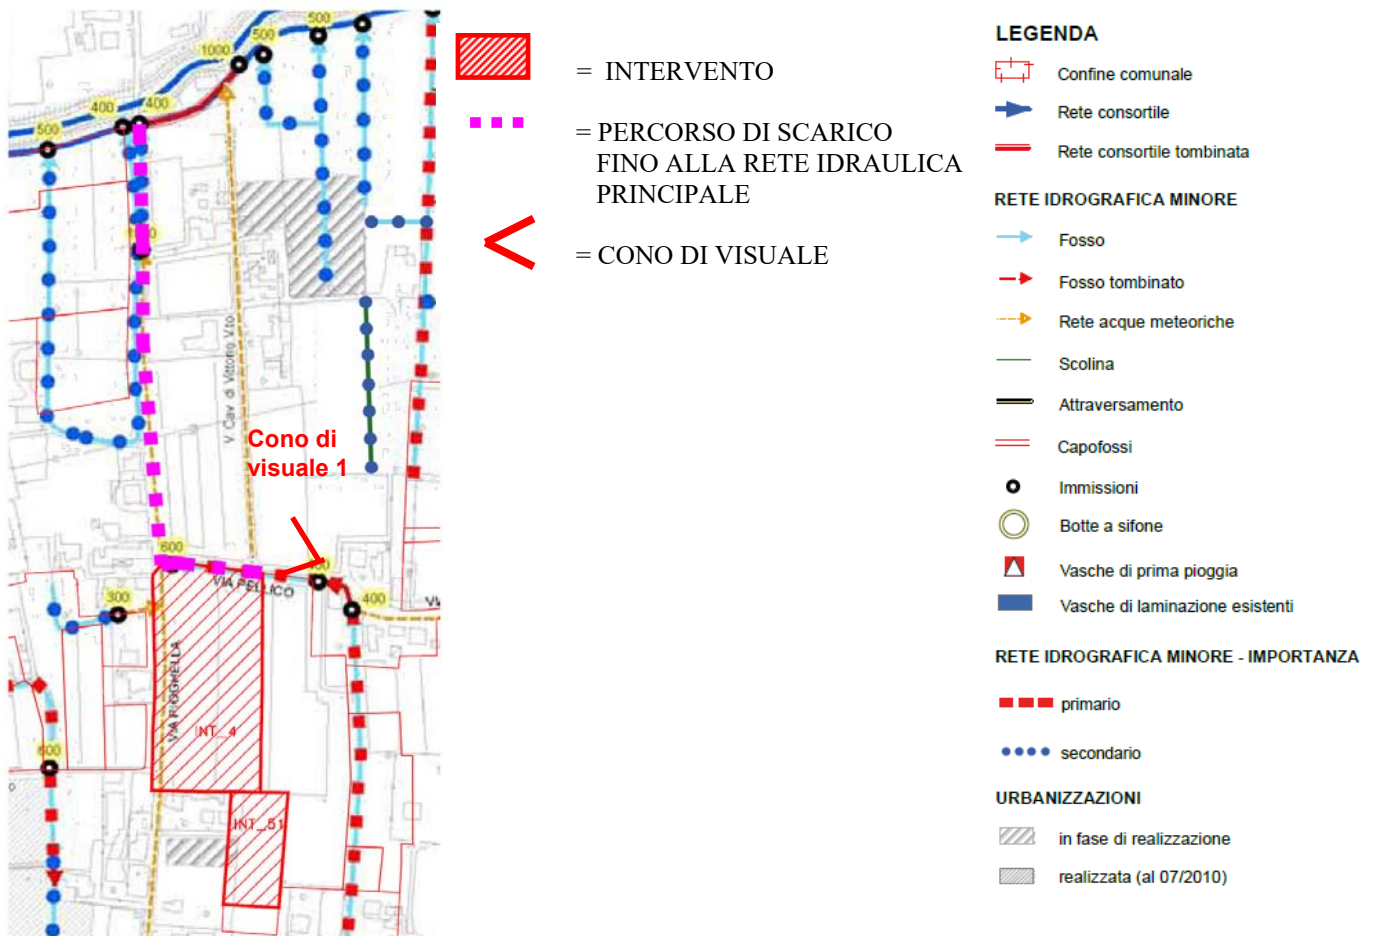 500
500
1000
400
400
500
V. Cav. di Vittorio V.to
Cono di
visuale 1
600
VIA PELLICO
400
300
VIA RIOGHELLA
INT_4
600
INT_51
= INTERVENTO
= PERCORSO DI SCARICO
FINO ALLA RETE IDRAULICA
PRINCIPALE
= CONO DI VISUALE
LEGENDA
Confine comunale
Rete consortile
Rete consortile tombinata
RETE IDROGRAFICA MINORE
Fosso
Fosso tombinato
Rete acque meteoriche
Scolina
Attraversamento
Capofossi
Immissioni
Botte a sifone
Vasche di prima pioggia
Vasche di laminazione esistenti
RETE IDROGRAFICA MINORE - IMPORTANZA
primario
secondario
URBANIZZAZIONI
in fase di realizzazione
realizzata (al 07/2010)